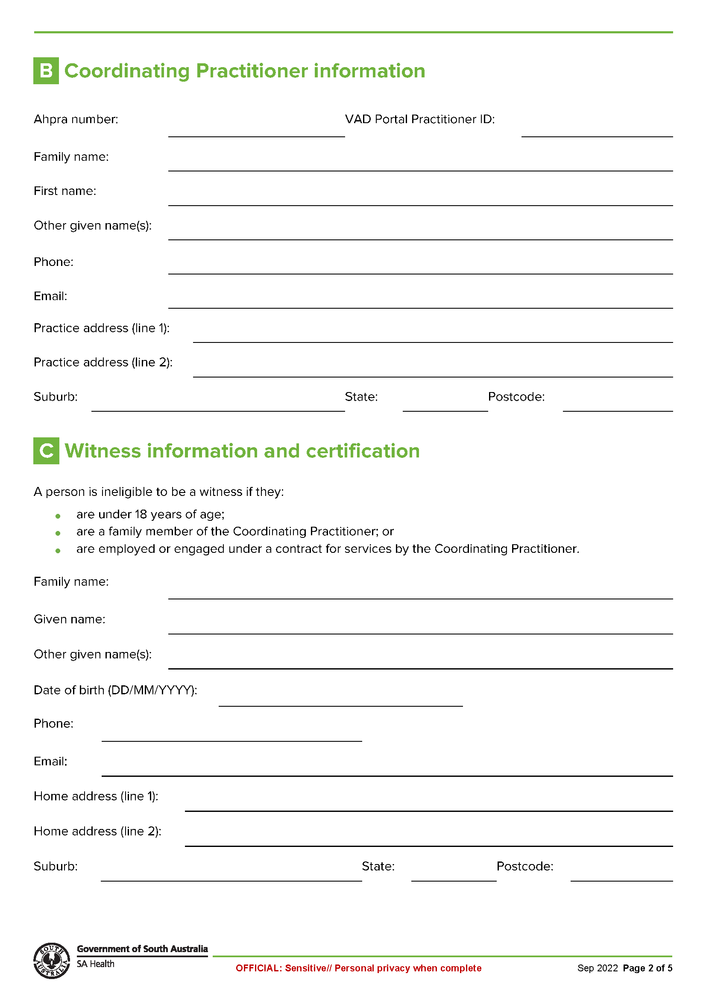 B Coordinating Practitioner information
Ahpra number: VAD Portal Practitioner ID:
Family name:
First name:
Other given name(s):
Phone:
Email:
Practice address (line 1):
Practice address (line 2):
Suburb: State: Postcode:
C Witness information and certification
A person is ineligible to be a witness if they:
• are under 18 years of age;
• are a family member of the Coordinating Practitioner; or
• are employed or engaged under a contract for services by the Coordinating Practitioner.
Family name:
Given name:
Other given name(s):
Date of birth (DD/MM/YYYY):
Phone:
Email:
Home address (line 1):
Home address (line 2):
Suburb: State: Postcode:
SOUTH AUSTRALIA
Government of South Australia
SA Health
OFFICIAL: Sensitive// Personal privacy when complete
Sep 2022 Page 2 of 5